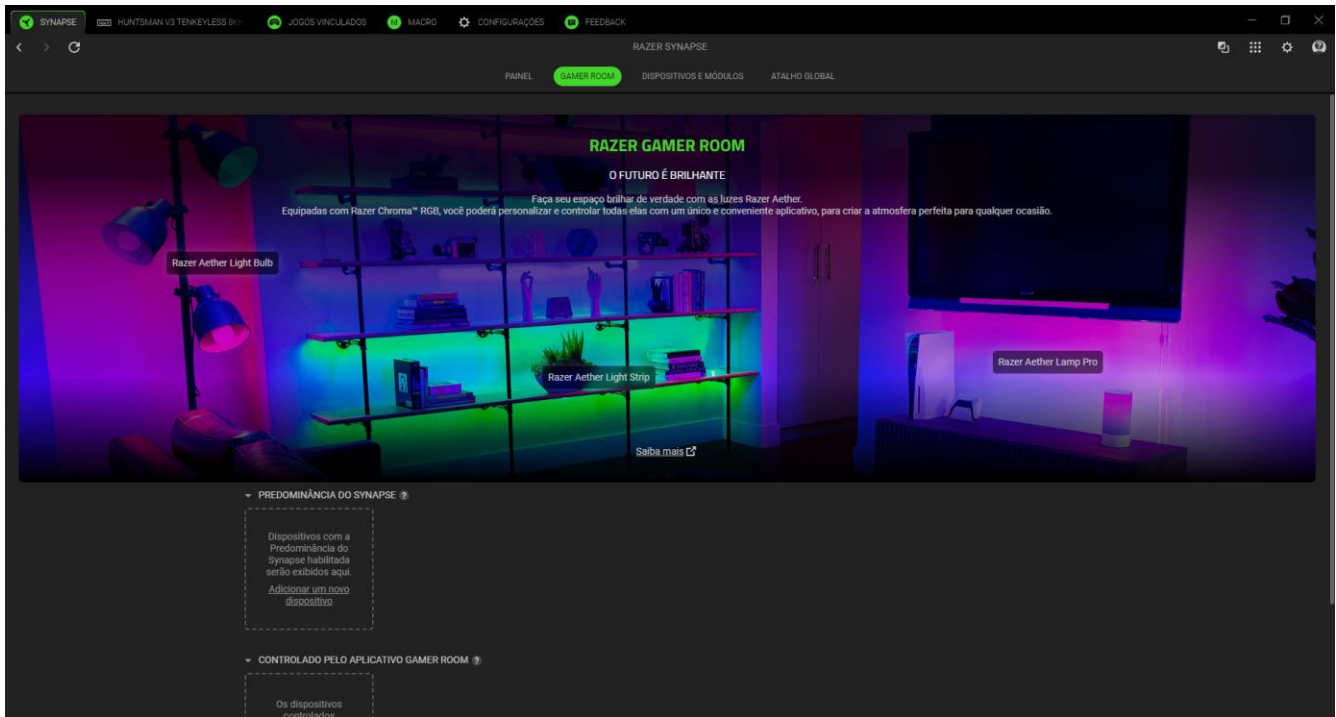 SYNAPSE
HUNTSMAN V3 TENKEYLESS 8K
JOGOS VINCULADOS
M
MACRO
CONFIGURAÇÕES
FEEDBACK
RAZER SYNAPSE
PAINEL
GAMER ROOM
DISPOSITIVOS E MÓDULOS
ATALHO GLOBAL
RAZER GAMER ROOM
O FUTURO É BRILHANTE
Faça seu espaço brilhar de verdade com as luzes Razer Aether.
Equipadas com Razer Chroma™ RGB, você poderá personalizar e controlar todas elas com um único e conveniente aplicativo, para criar a atmosfera perfeita para qualquer ocasião.
Razer Aether Light Bulb
Razer Aether Lamp Pro
Razer Aether Light Strip
Saiba mais
PREDOMINÂNCIA DO SYNAPSE ?
Dispositivos com a
Predominância do
Synapse habilitada
serão exibidos aqui.
Adicionar um novo
dispositivo
CONTROLADO PELO APLICATIVO GAMER ROOM ?
Os dispositivos
controlados